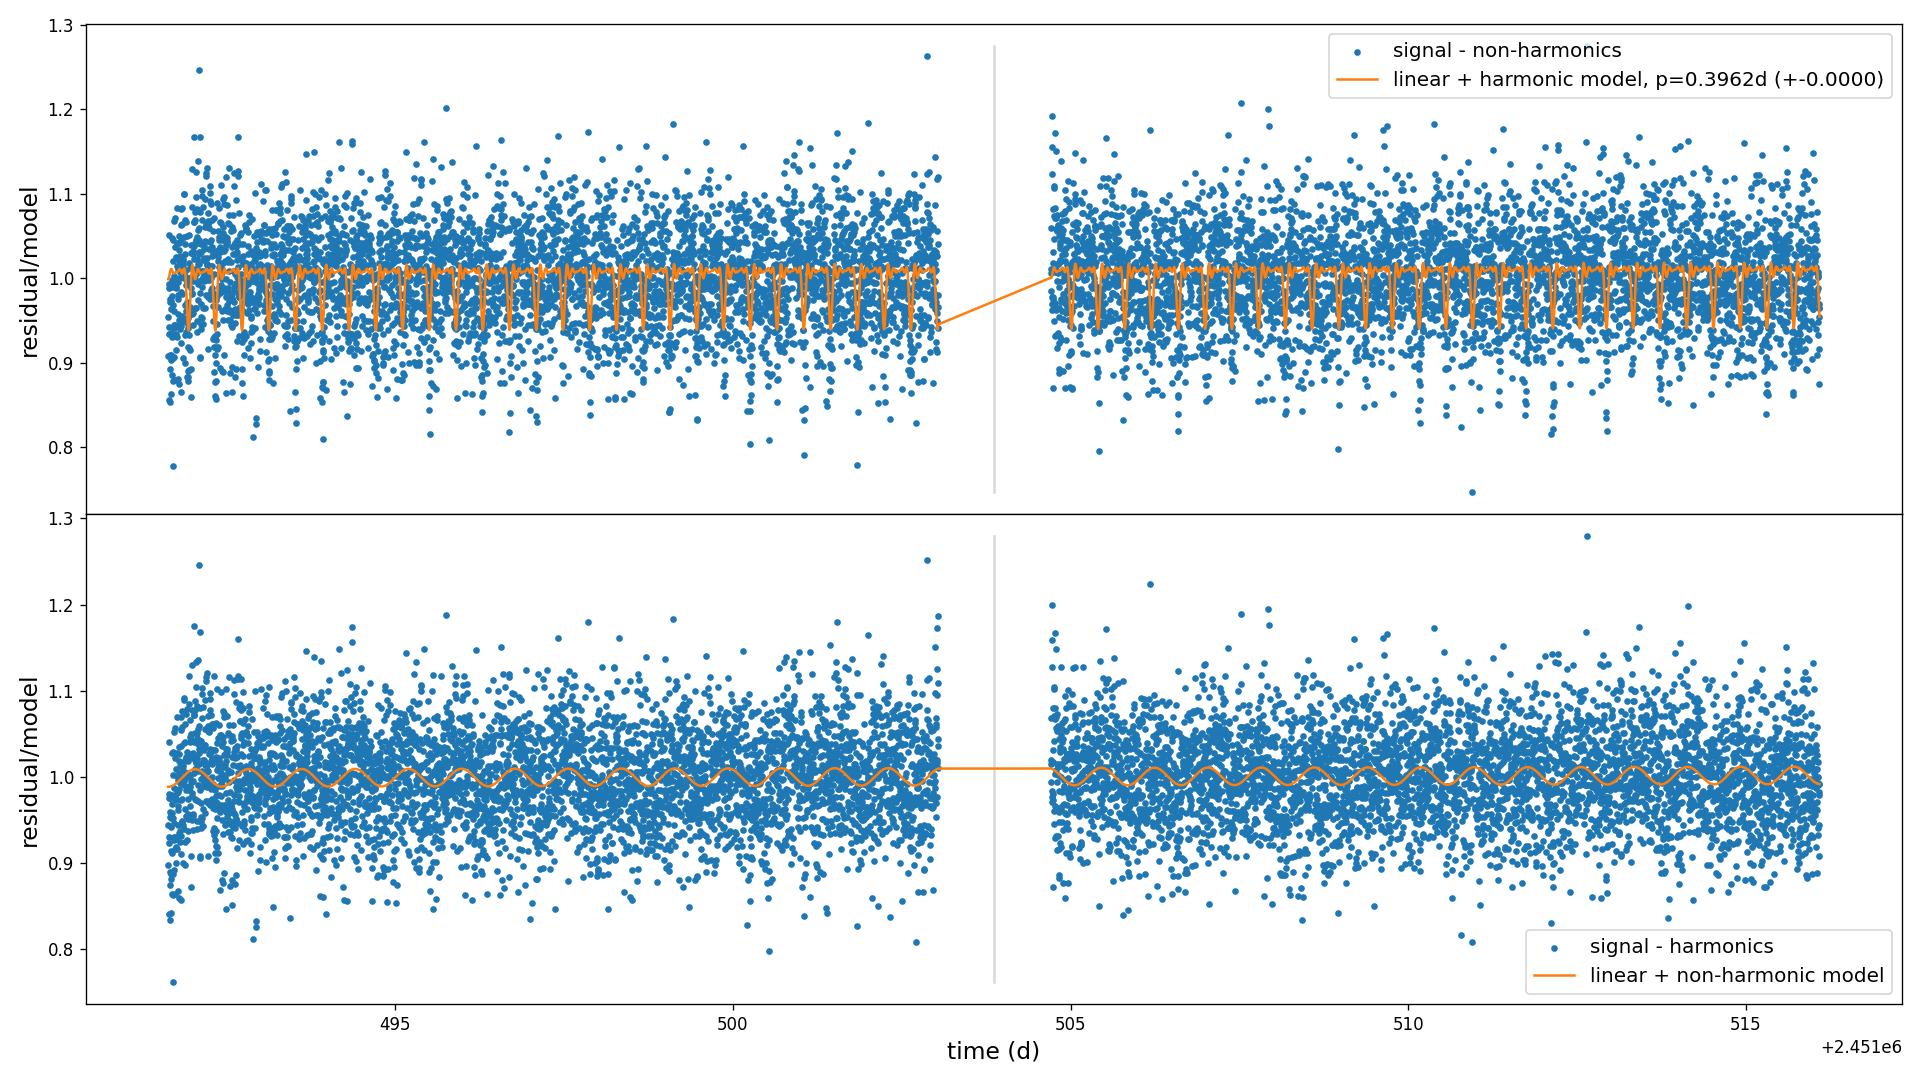 1.3
signal - non-harmonics
linear + harmonic model, p=0.3962d (+-0.0000)
1.2
1.1
1.0
0.9
0.8
residual/model
1.3
1.2
1.1
1.0
0.9
0.8
residual/model
signal - harmonics
linear + non-harmonic model
495
500
505
510
515
time (d)
+2.451e6